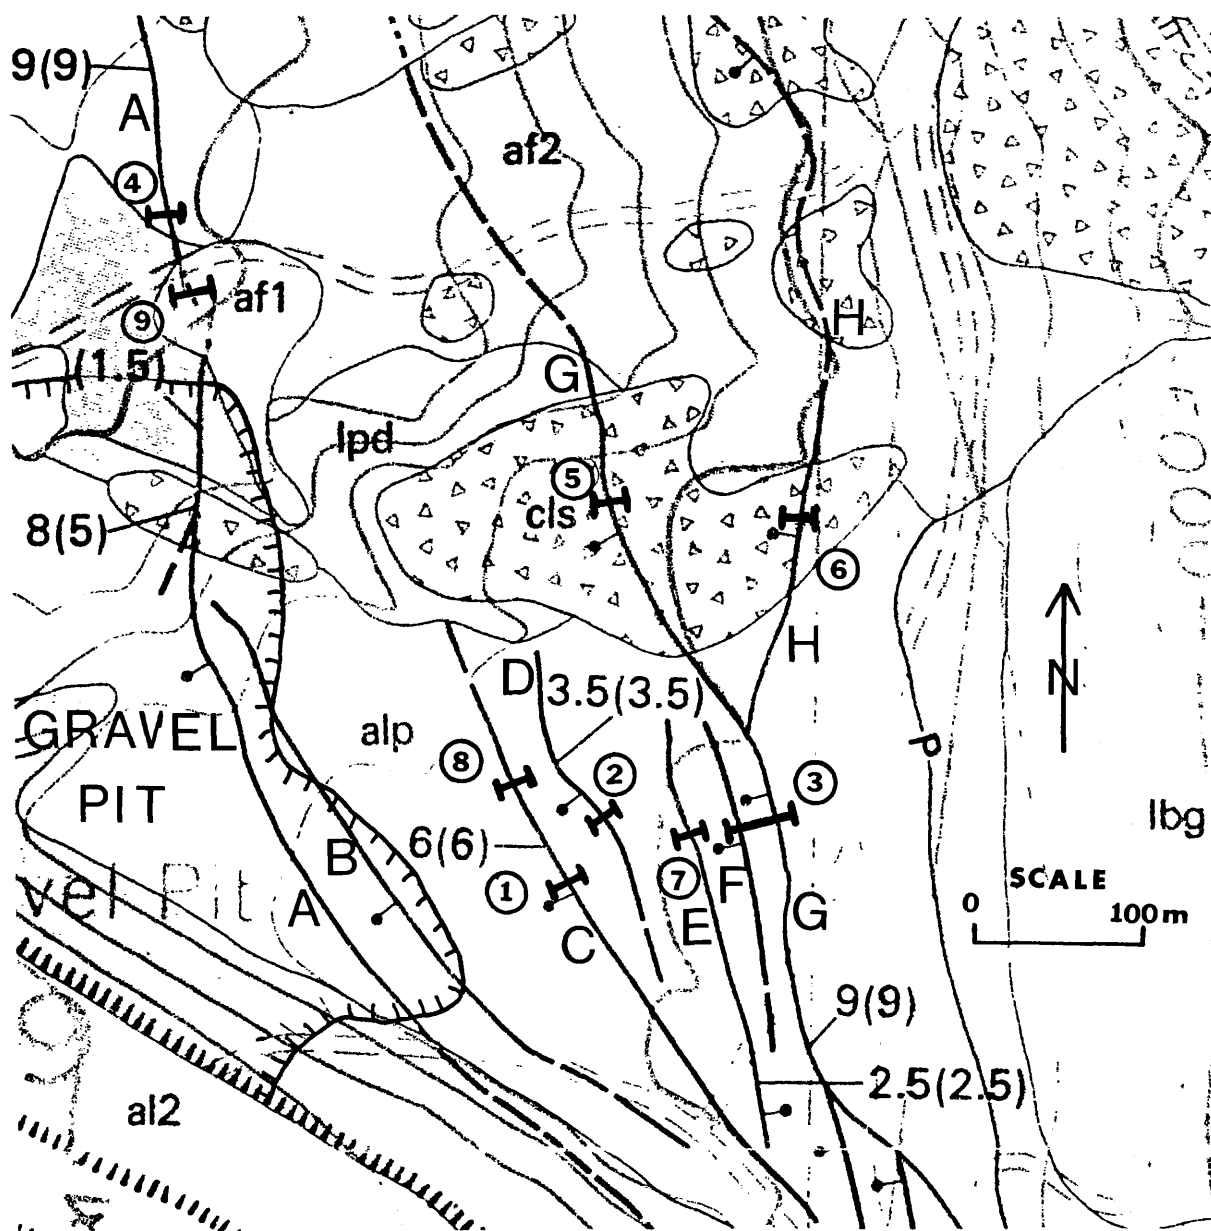 9(9)
A
af2
4
af1
H
9
(1.5)
G
lpd
5
cls
8(5)
6
H
D
3.5(3.5)
N
GRAVEL
PIT
alp
P
8
2
3
lbg
6(6)
B
vel Pit
1
7
F
SCALE
0
100m
A
C
E
G
9(9)
2.5(2.5)
al2